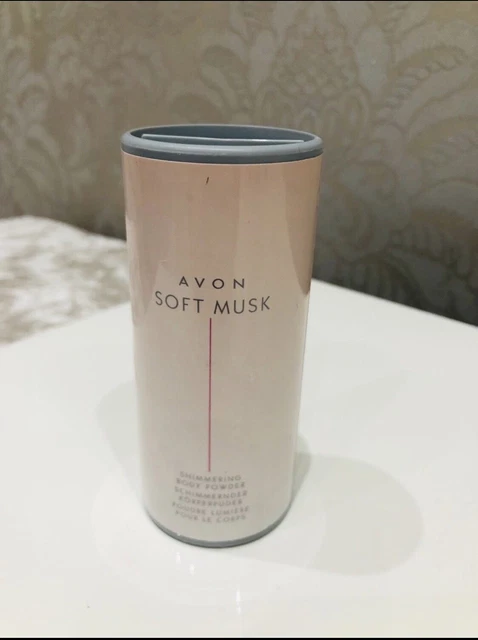 AVON
SOFT MUSK
SHIMMERING
BODY POWDER
SCHIMMERNDER
KÖRPERPUDER
POUDRE LUMIÈRE
POUR LE CORPS